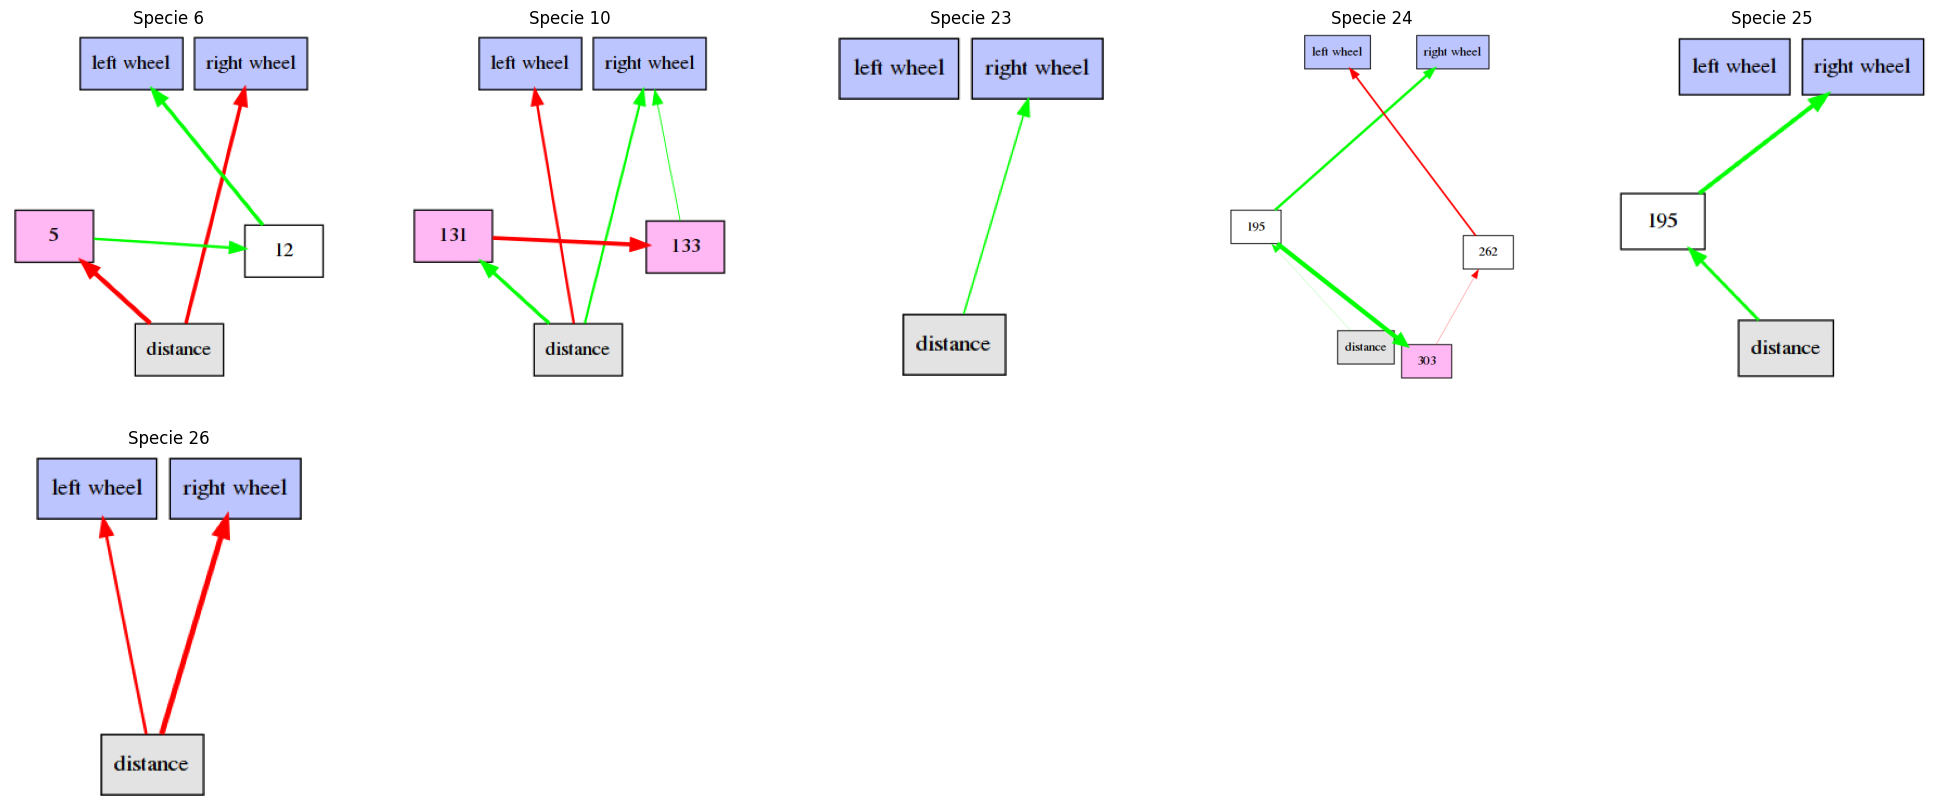 Specie 6
left wheel
right wheel
5
12
distance
Specie 10
left wheel
right wheel
131
133
distance
Specie 23
left wheel
right wheel
distance
Specie 24
left wheel
right wheel
195
262
distance
303
Specie 25
left wheel
right wheel
195
distance
Specie 26
left wheel
right wheel
distance